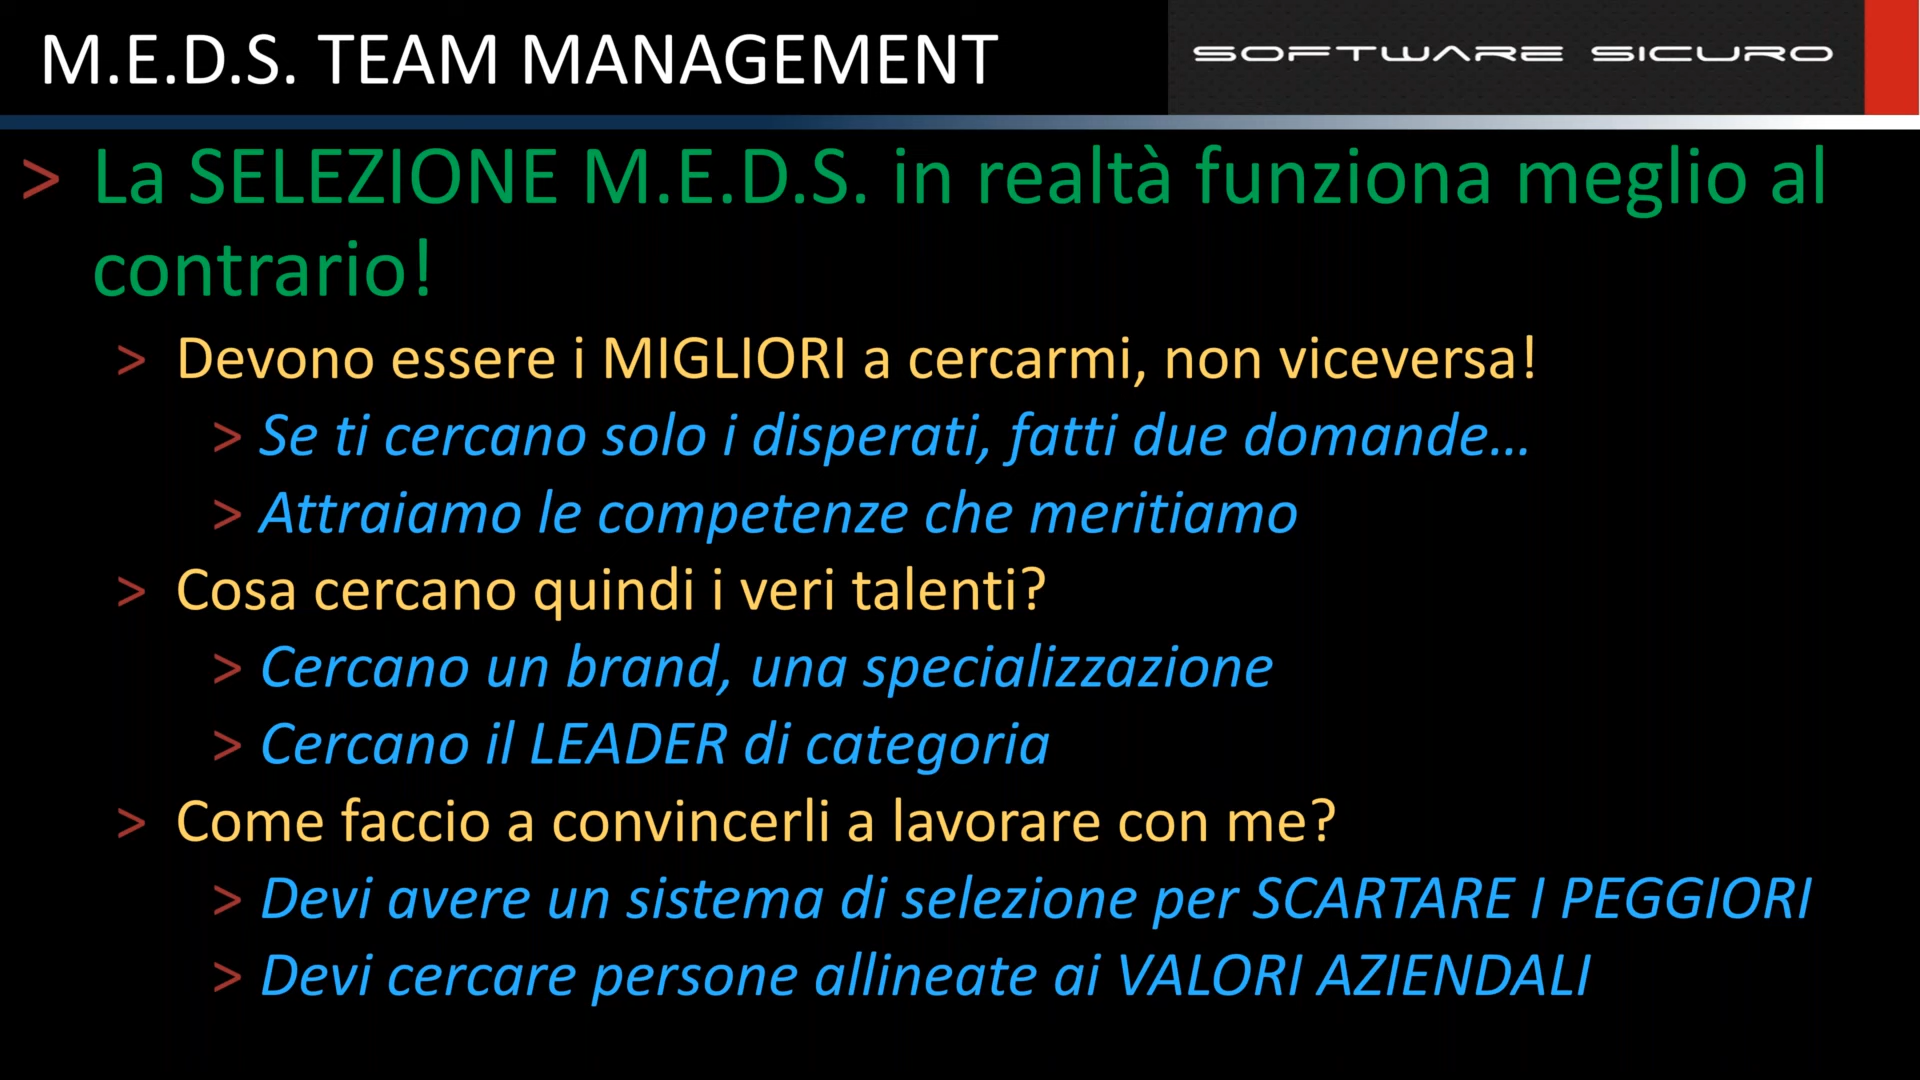 M.E.D.S. TEAM MANAGEMENT
SOFTWARE SICURO
> La SELEZIONE M.E.D.S. in realtà funziona meglio al
contrario!
> Devono essere i MIGLIORI a cercarmi, non viceversa!
> Se ti cercano solo i disperati, fatti due domande…
> Attraiamo le competenze che meritiamo
> Cosa cercano quindi i veri talenti?
> Cercano un brand, una specializzazione
> Cercano il LEADER di categoria
> Come faccio a convincerli a lavorare con me?
> Devi avere un sistema di selezione per SCARTARE I PEGGIORI
> Devi cercare persone allineate ai VALORI AZIENDALI